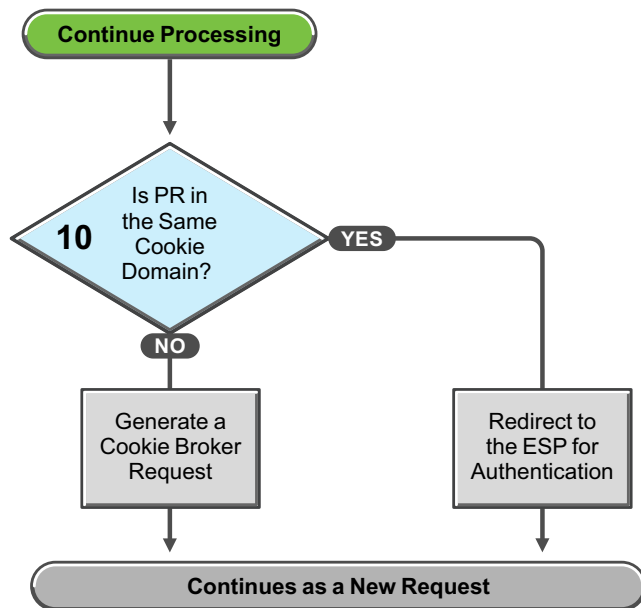 Continue Processing
Is PR in
the Same
Cookie
Domain?
10
YES
NO
Generate a
Cookie Broker
Request
Redirect to
the ESP for
Authentication
Continues as a New Request